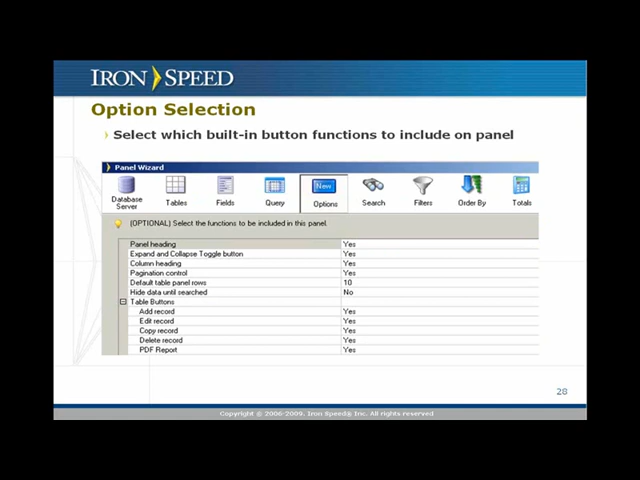 IRON SPEED
Option Selection
Select which built-in button functions to include on panel
Panel Wizard
Database Server Tables Fields Query Options Search Filters Order By Totals
New
(OPTIONAL) Select the functions to be included in this panel.
Panel heading Yes
Expand and Collapse Toggle button Yes
Column heading Yes
Pagination control Yes
Default table panel rows 10
Hide data until searched No
Table Buttons
Add record Yes
Edit record Yes
Copy record Yes
Delete record Yes
PDF Report Yes
28
Copyright © 2006-2009. Iron Speed® Inc. All rights reserved